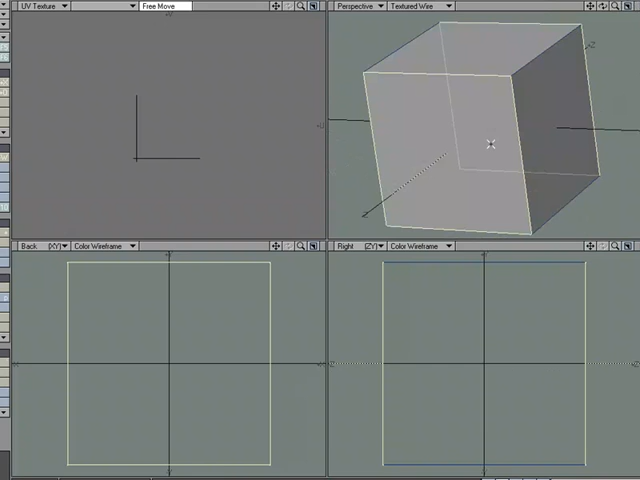 UV Texture Free Move
Perspective Textured Wire
Back (XY) Color Wireframe
Right (ZY) Color Wireframe